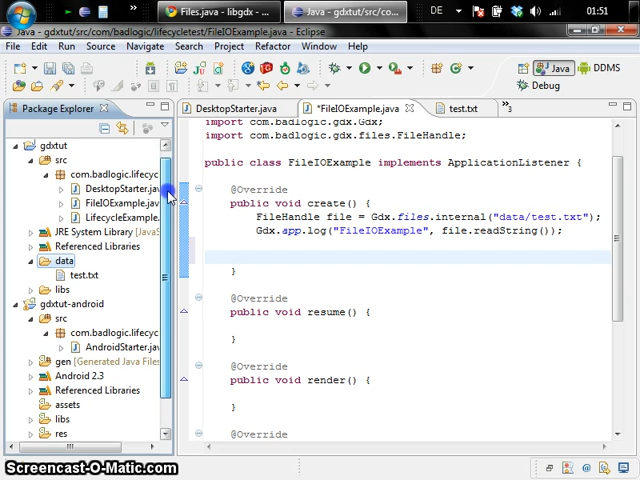 Files.java - libgdx - ...
Java - gdxtut/src/co...
DE
01:51
Java - gdxtut/src/com/badlogic/lifecycletest/FileIOExample.java - Eclipse
File Edit Run Source Navigate Search Project Refactor Window Help
Java DDMS
Debug
Package Explorer
DesktopStarter.java
*FileIOExample.java
test.txt
»3
gdxtut
src
com.badlogic.lifecyc
DesktopStarter.jav
FileIOExample.jav
LifecycleExample.
JRE System Library [JavaS
Referenced Libraries
data
test.txt
libs
gdxtut-android
src
com.badlogic.lifecyc
AndroidStarter.jav
gen [Generated Java Files
Android 2.3
Referenced Libraries
assets
libs
res
import com.badlogic.gdx.Gdx;
import com.badlogic.gdx.files.FileHandle;
public class FileIOExample implements ApplicationListener {
@Override
public void create() {
FileHandle file = Gdx.files.internal("data/test.txt");
Gdx.app.log("FileIOExample", file.readString());
}
@Override
public void resume() {
}
@Override
public void render() {
}
@Override
Screencast-O-Matic.com